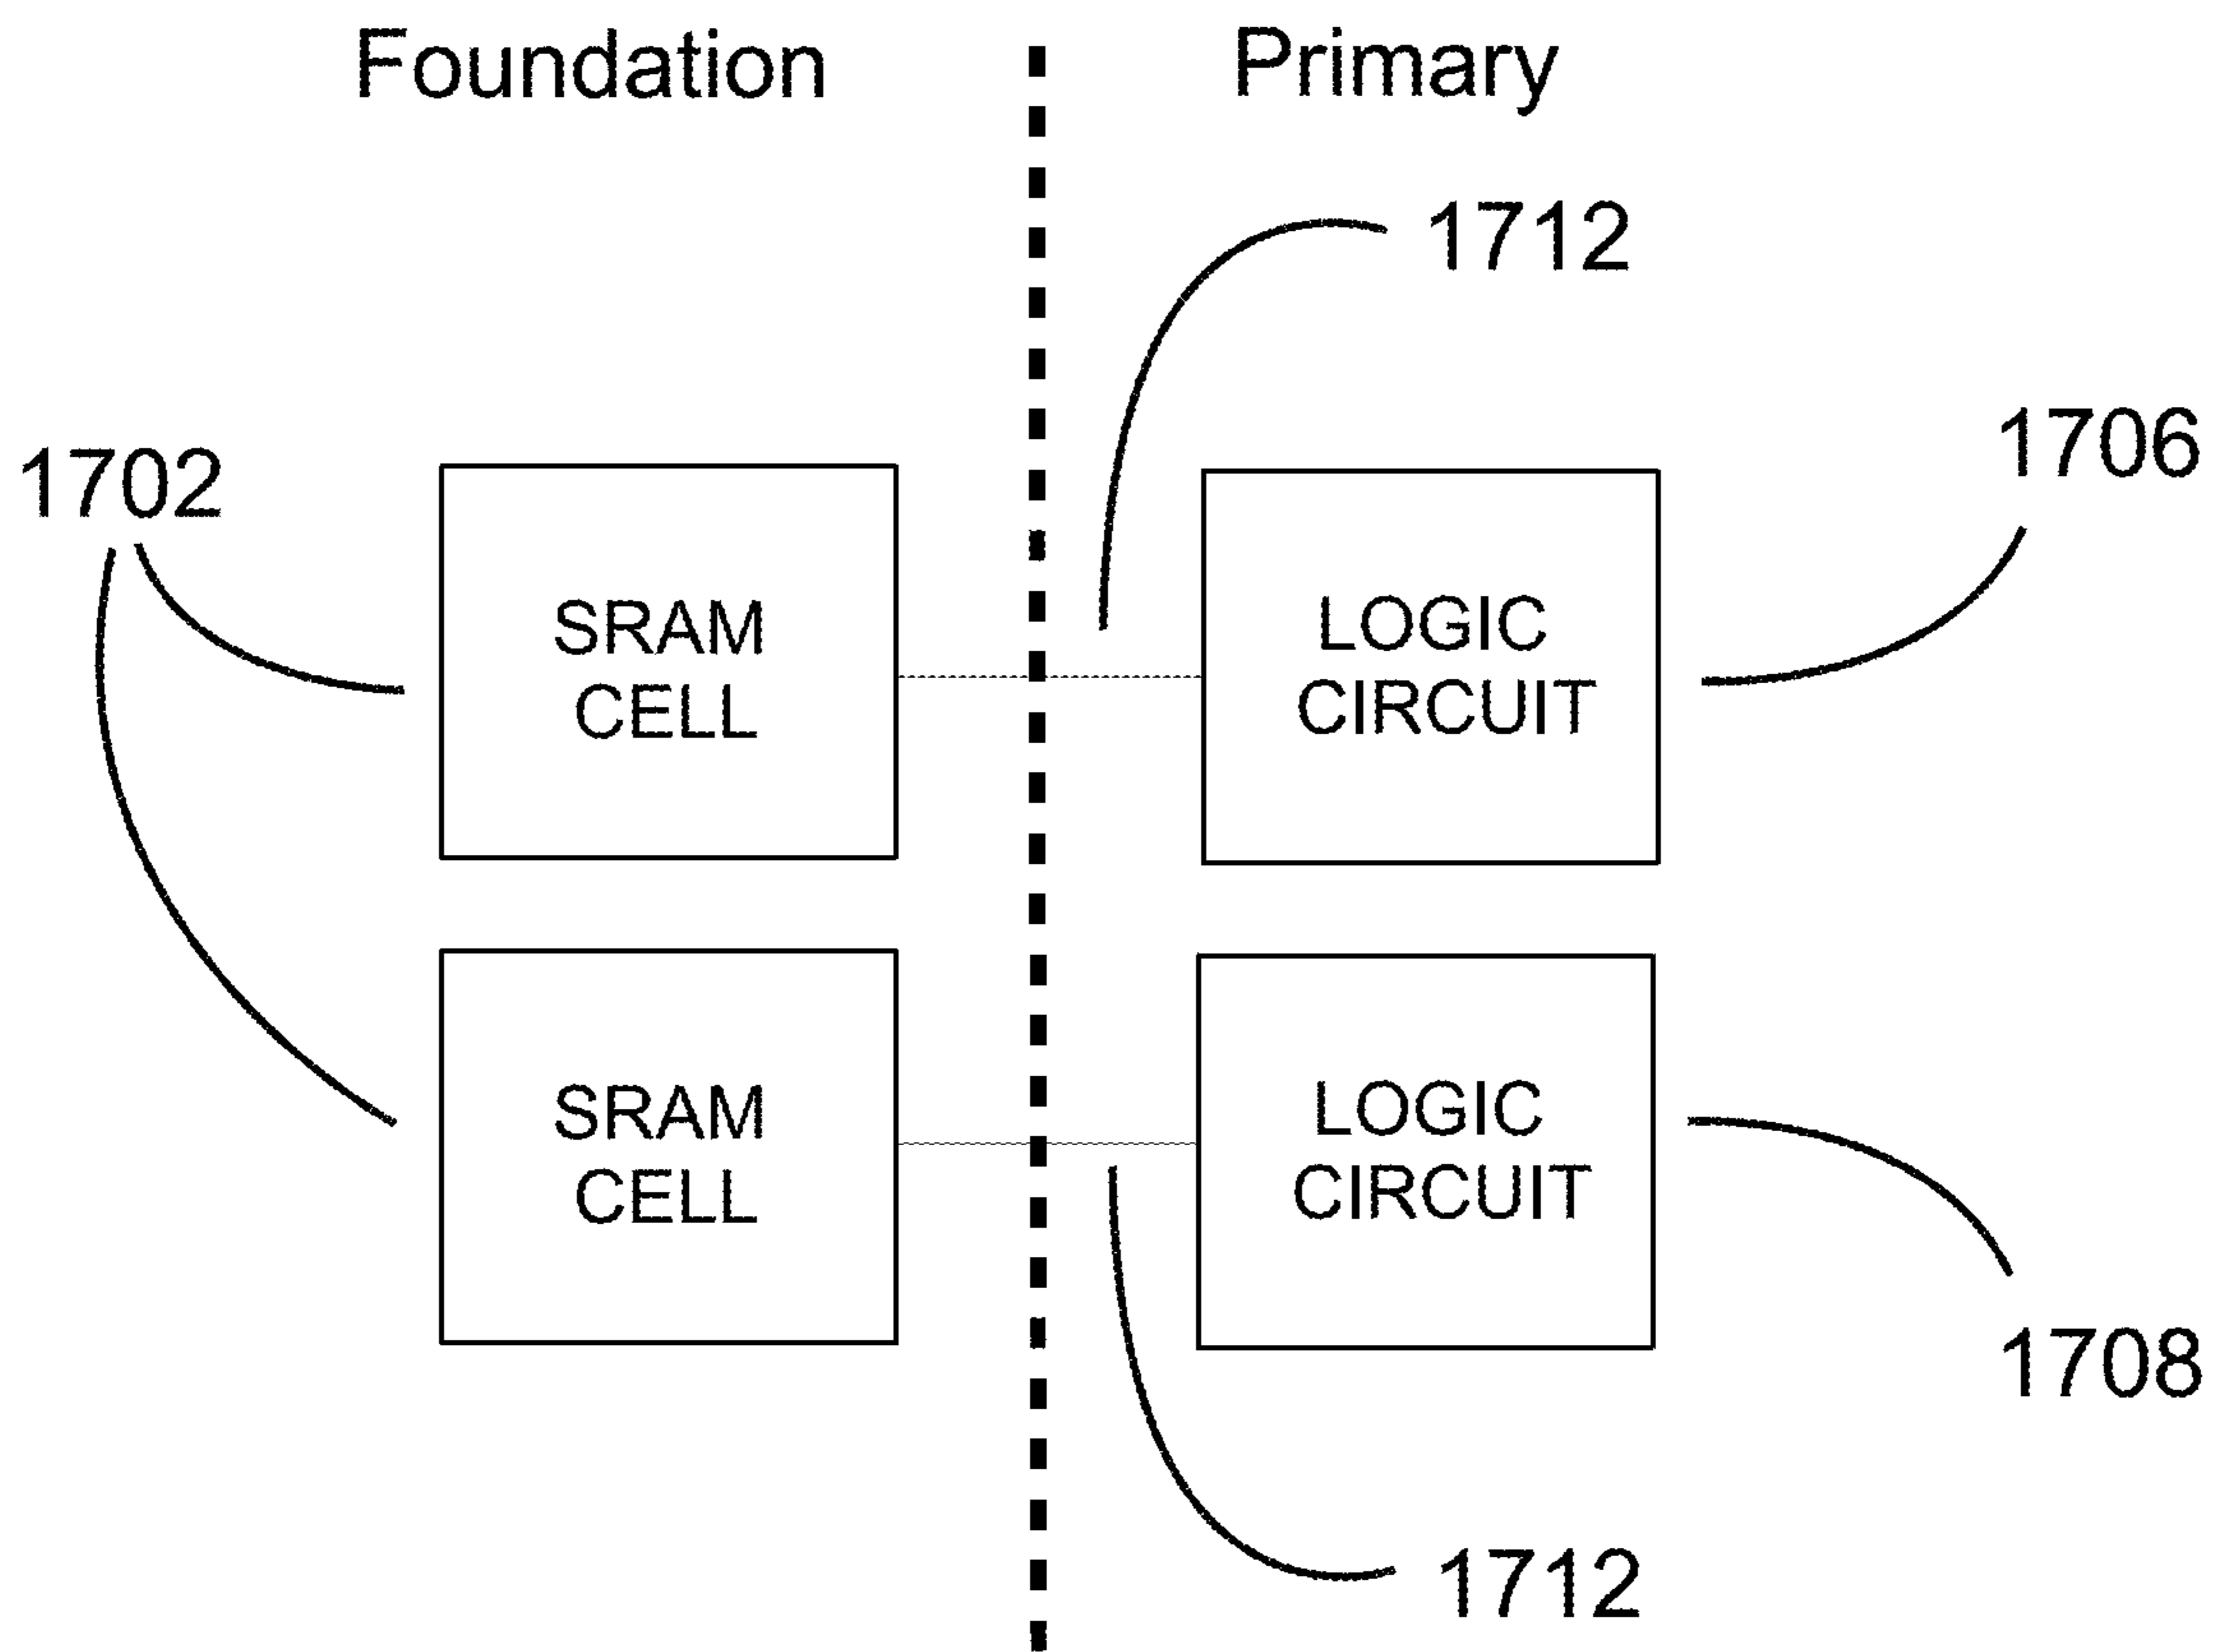 Foundation
Primary
1712
1706
1702
SRAM
CELL
LOGIC
CIRCUIT
SRAM
CELL
LOGIC
CIRCUIT
1708
1712